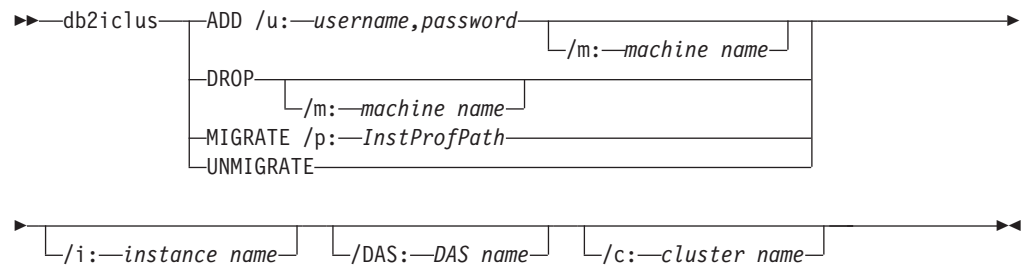 db2iclus ADD /u: username,password
/m: machine name
DROP
/m: machine name
MIGRATE /p: InstProfPath
UNMIGRATE
/i: instance name /DAS: DAS name /c: cluster name